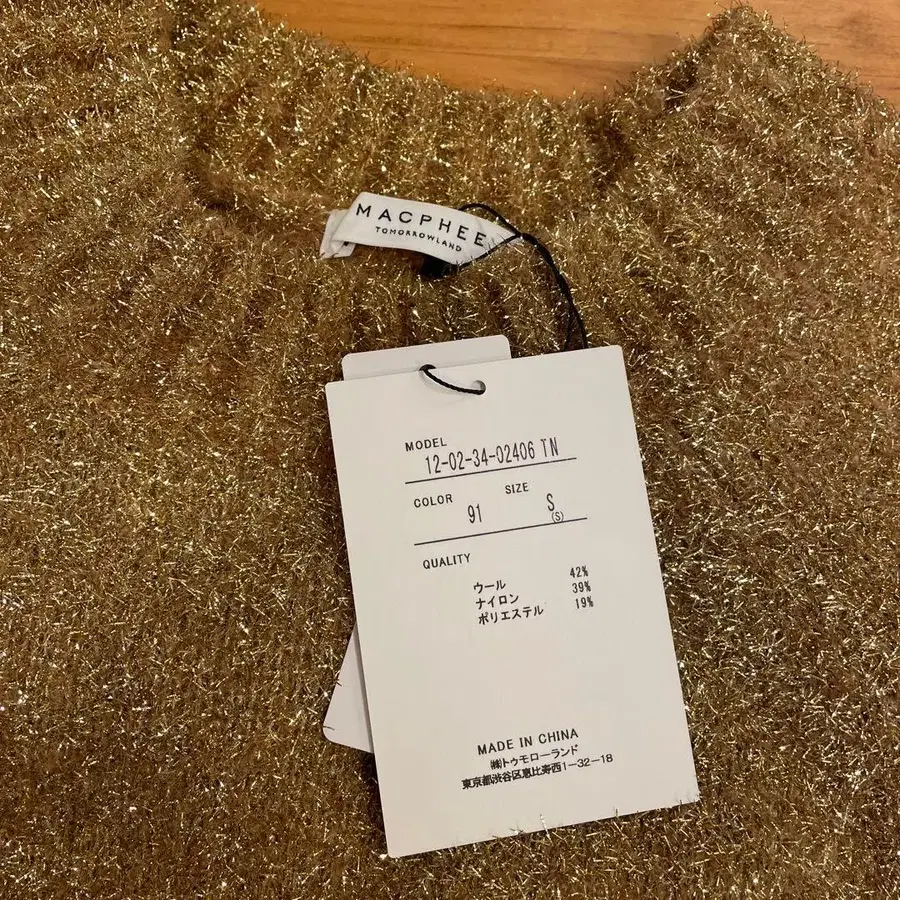 MACPHEE
TOMORROWLAND
MODEL
12-02-34-02406 TN
COLOR SIZE
91 S
(S)
QUALITY
ウール 42%
ナイロン 39%
ポリエステル 19%
MADE IN CHINA
㈱トゥモローランド
東京都渋谷区恵比寿西1-32-18